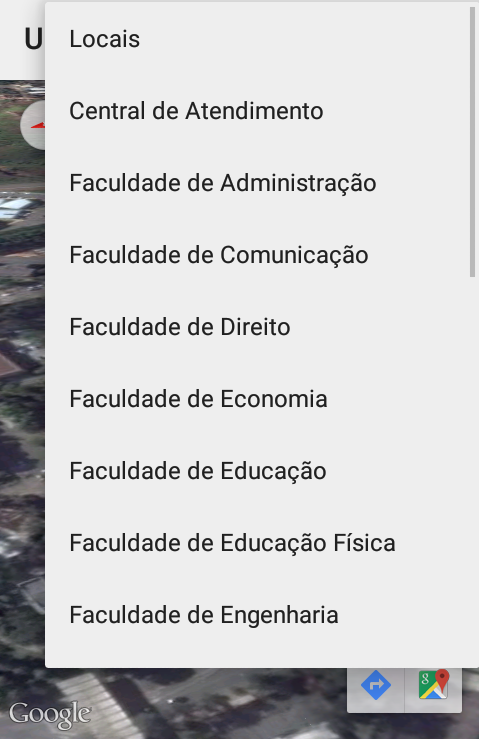 U
Locais
Central de Atendimento
Faculdade de Administração
Faculdade de Comunicação
Faculdade de Direito
Faculdade de Economia
Faculdade de Educação
Faculdade de Educação Física
Faculdade de Engenharia
8
Google